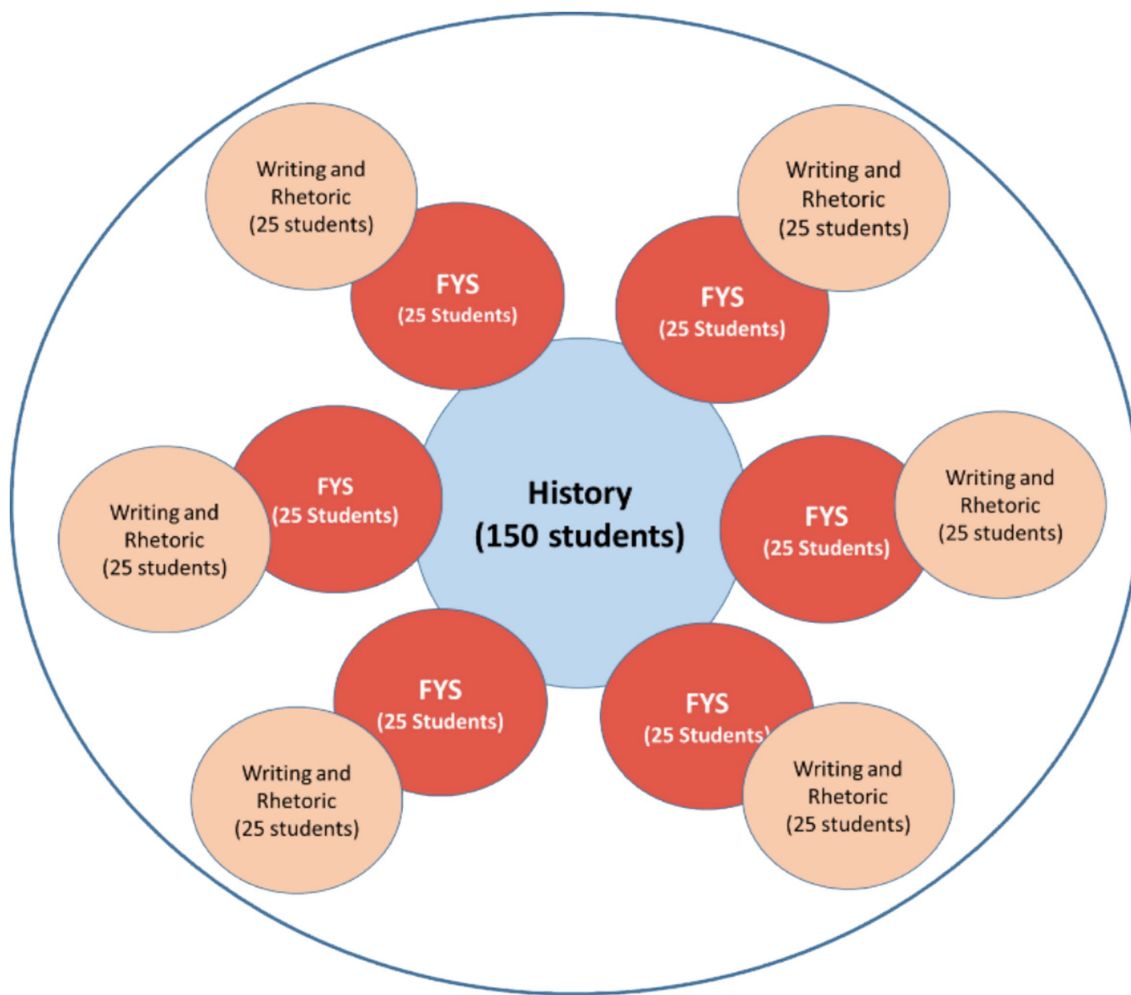 Writing and
Rhetoric
(25 students)
Writing and
Rhetoric
(25 students)
FYS
(25 Students)
FYS
(25 Students)
FYS
(25 Students)
History
(150 students)
Writing and
Rhetoric
(25 students)
Writing and
Rhetoric
(25 students)
FYS
(25 Students)
FYS
(25 Students)
FYS
(25 Students)
Writing and
Rhetoric
(25 students)
Writing and
Rhetoric
(25 students)